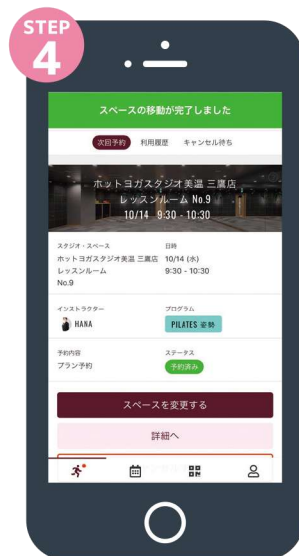 STEP
4
スペースの移動が完了しました
次回予約 利用履歴 キャンセル待ち
ホットヨガスタジオ美温 三鷹店
レッスンルーム No.9
10/14 9:30 - 10:30
スタジオ・スペース 日時
ホットヨガスタジオ美温 三鷹店 10/14 (水)
レッスンルーム 9:30 - 10:30
No.9
インストラクター プログラム
HANA PILATES 姿勢
予約内容 ステータス
プラン予約 予約済み
スペースを変更する
詳細へ